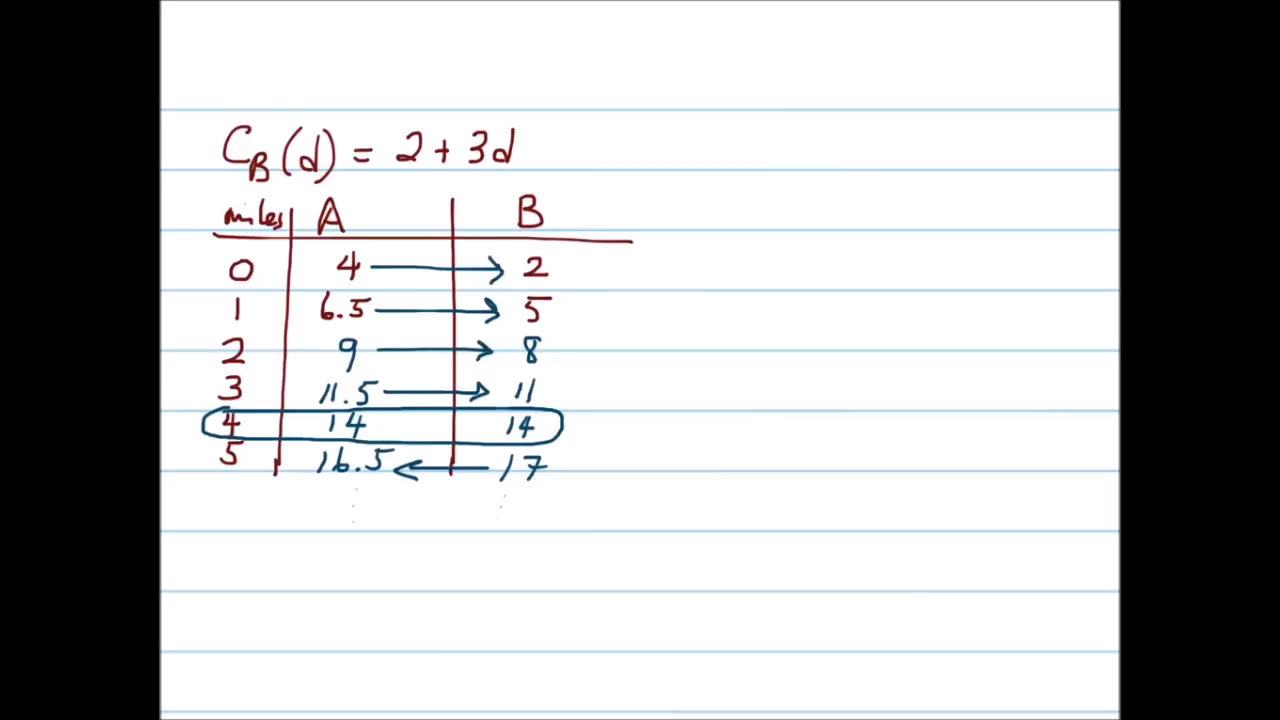 C_B(d) = 2 + 3d
miles A B
0 4 → 2
1 6.5 → 5
2 9 → 8
3 11.5 → 11
4 14 14
5 16.5 ← 17